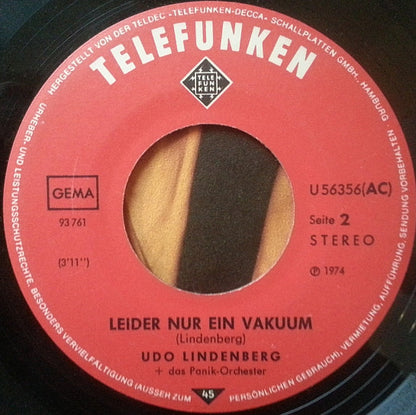 HERGESTELLT VON DER TELDEC »TELEFUNKEN-DECCA« SCHALLPLATTEN GMBH., HAMBURG
TELEFUNKEN
TELE
FUN
KEN
GEMA
93 761
(3'11'')
U 56356(AC)
Seite 2
STEREO
℗ 1974
LEIDER NUR EIN VAKUUM
(Lindenberg)
UDO LINDENBERG
+ das Panik-Orchester
45
URHEBER- UND LEISTUNGSSCHUTZRECHTE, BESONDERS VERVIELFÄLTIGUNG (AUSSER ZUM PERSÖNLICHEN GEBRAUCH), VERMIETUNG, AUFFÜHRUNG, SENDUNG VORBEHALTEN